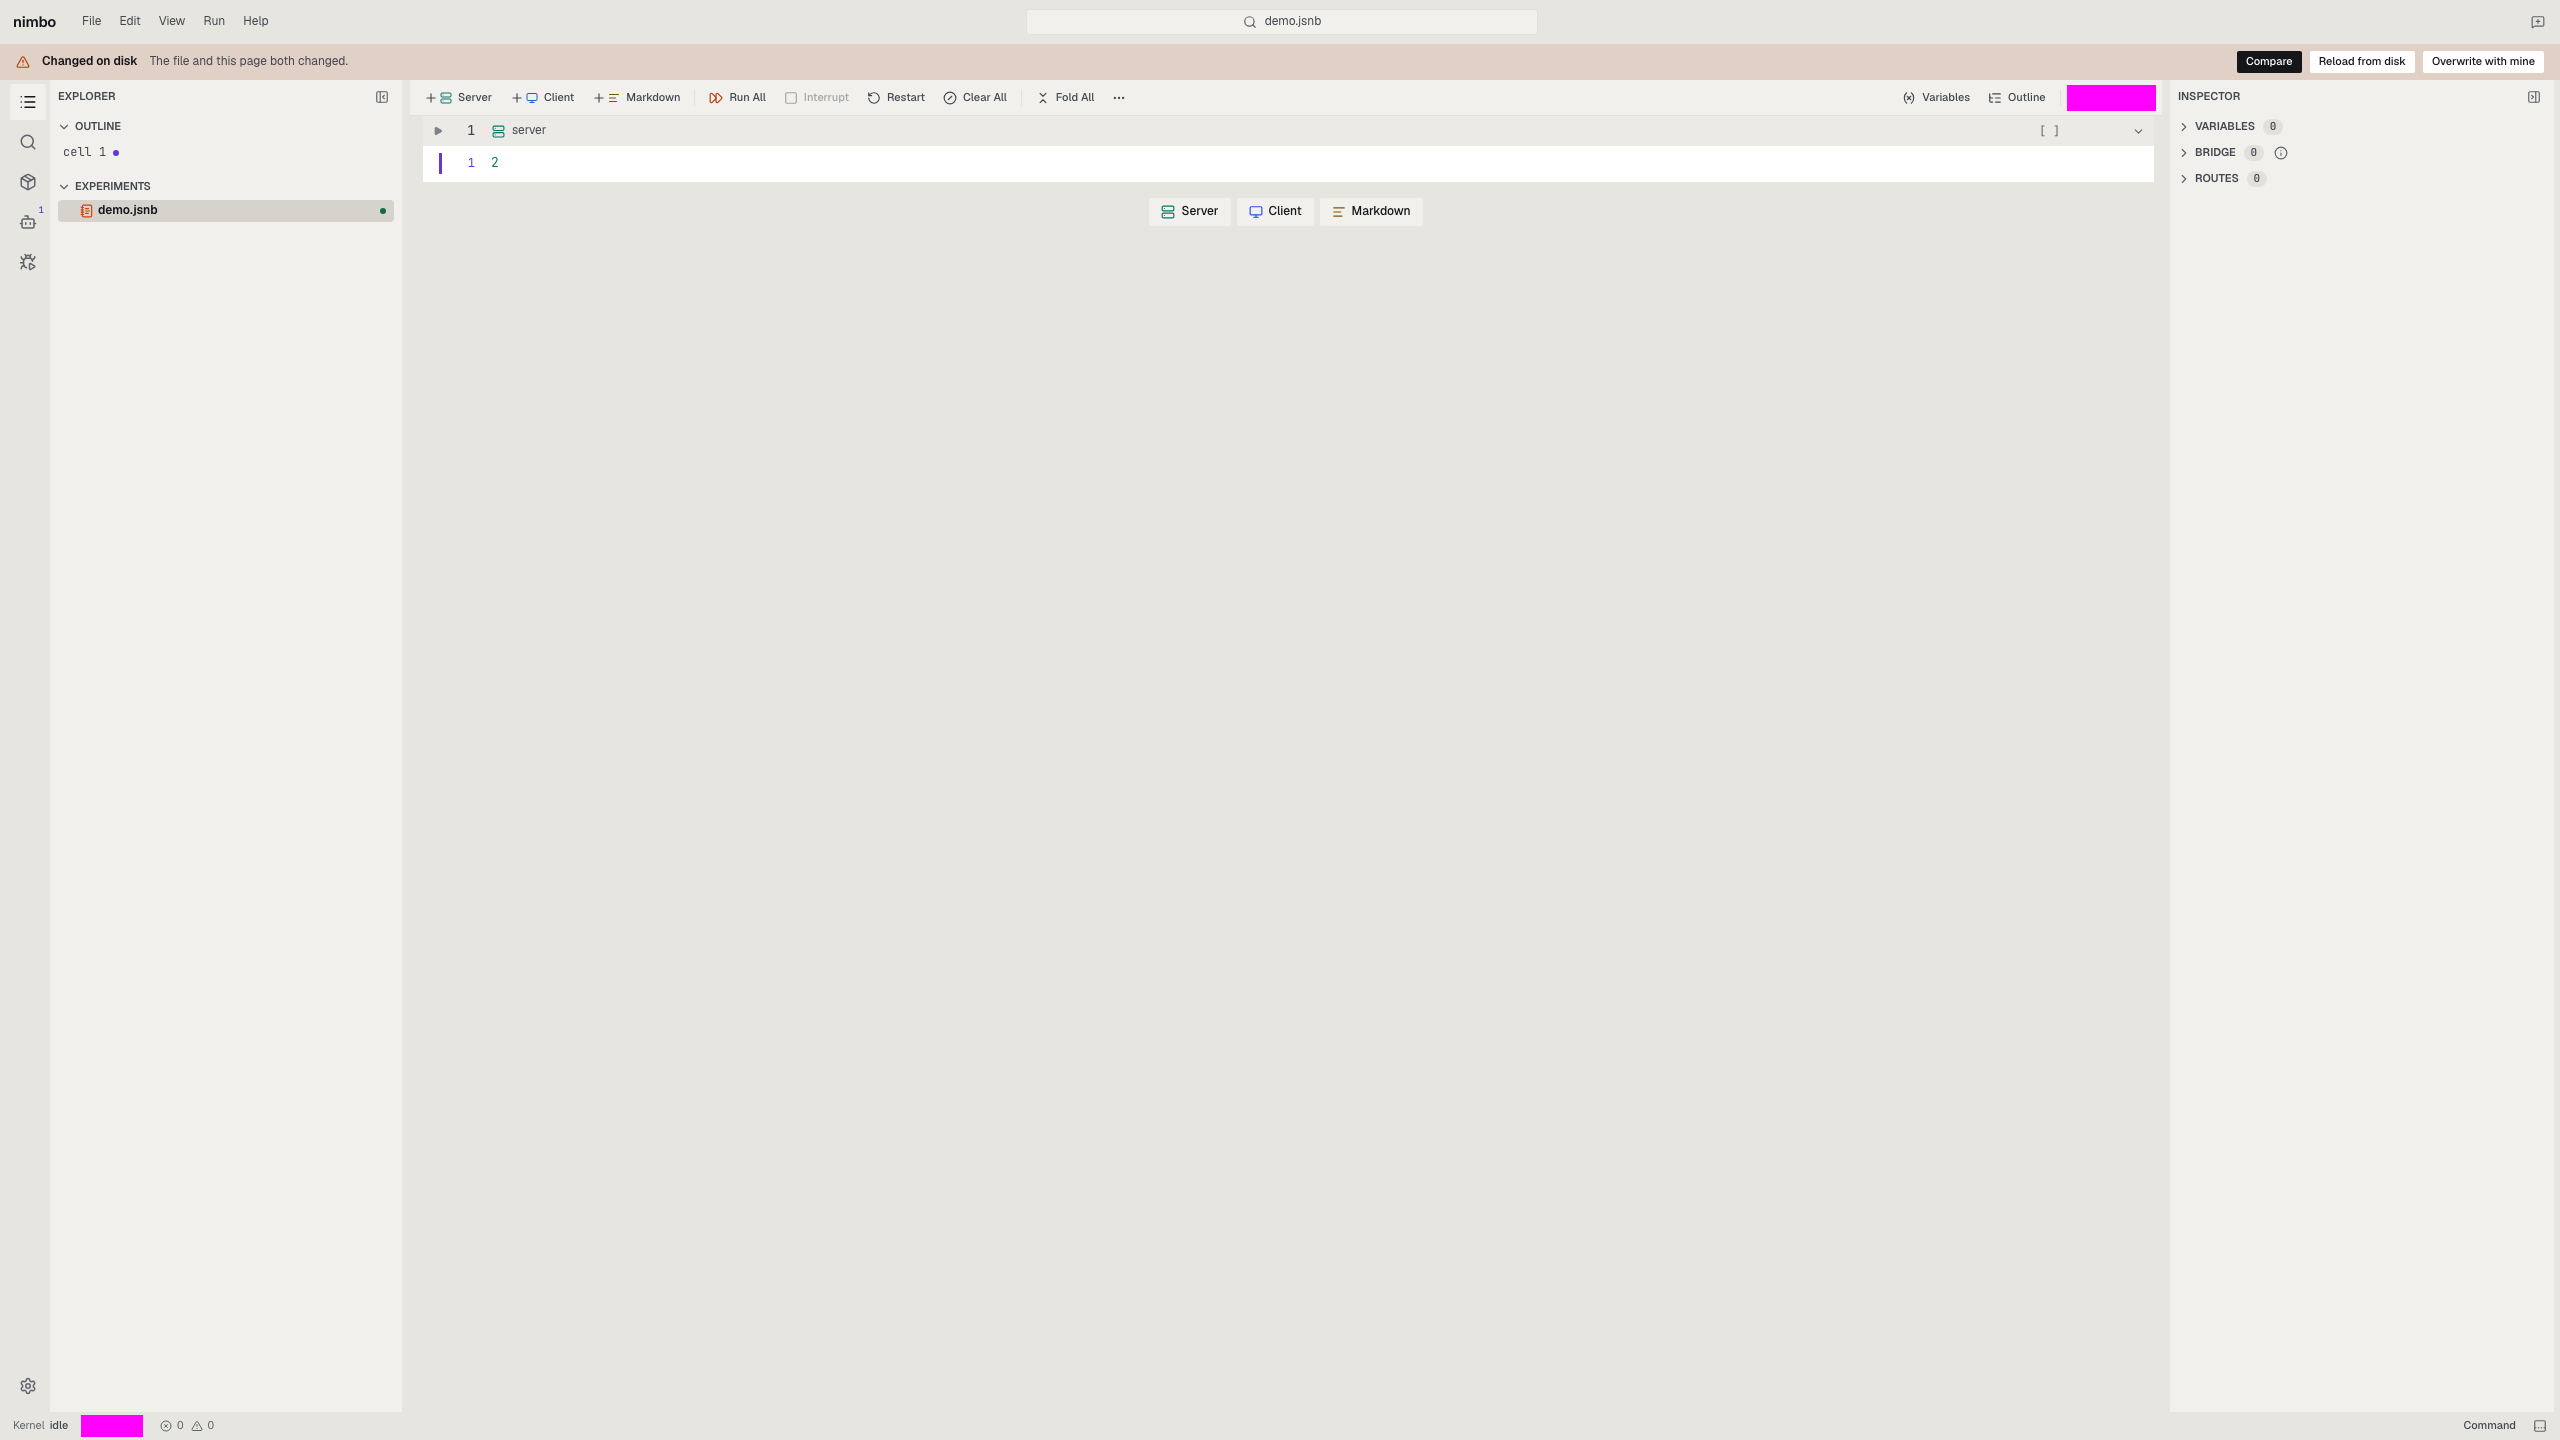 nimbo File Edit View Run Help demo.jsnb
Changed on disk The file and this page both changed. Compare Reload from disk Overwrite with mine
EXPLORER
OUTLINE
cell 1
EXPERIMENTS
demo.jsnb
1
Server Client Markdown Run All Interrupt Restart Clear All Fold All ... Variables Outline
1 server [ ]
1 2
Server Client Markdown
INSPECTOR
VARIABLES 0
BRIDGE 0
ROUTES 0
Kernel idle 0 0 Command